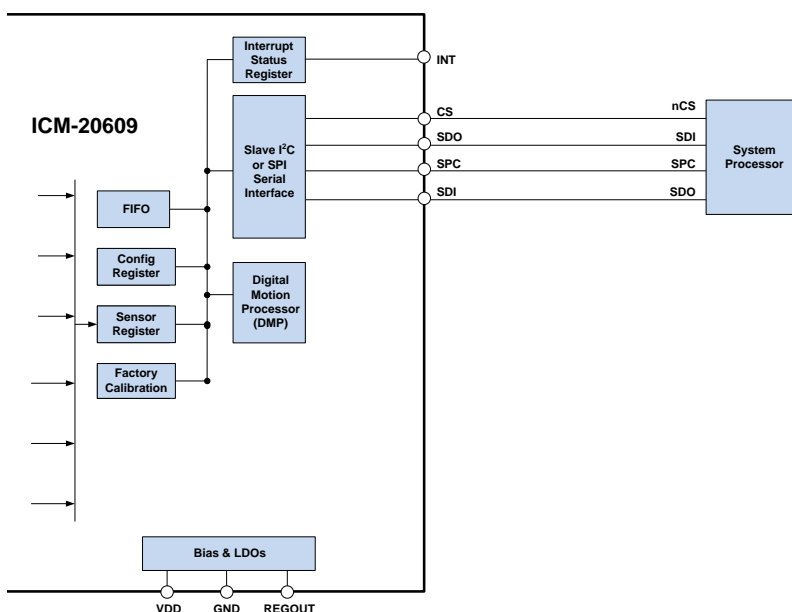 Interrupt
Status
Register
INT
ICM-20609
Slave I²C
or SPI
Serial
Interface
CS
nCS
SDO
SDI
SPC
SPC
SDI
SDO
System
Processor
FIFO
Config
Register
Digital
Motion
Processor
(DMP)
Sensor
Register
Factory
Calibration
Bias & LDOs
VDD
GND
REGOUT